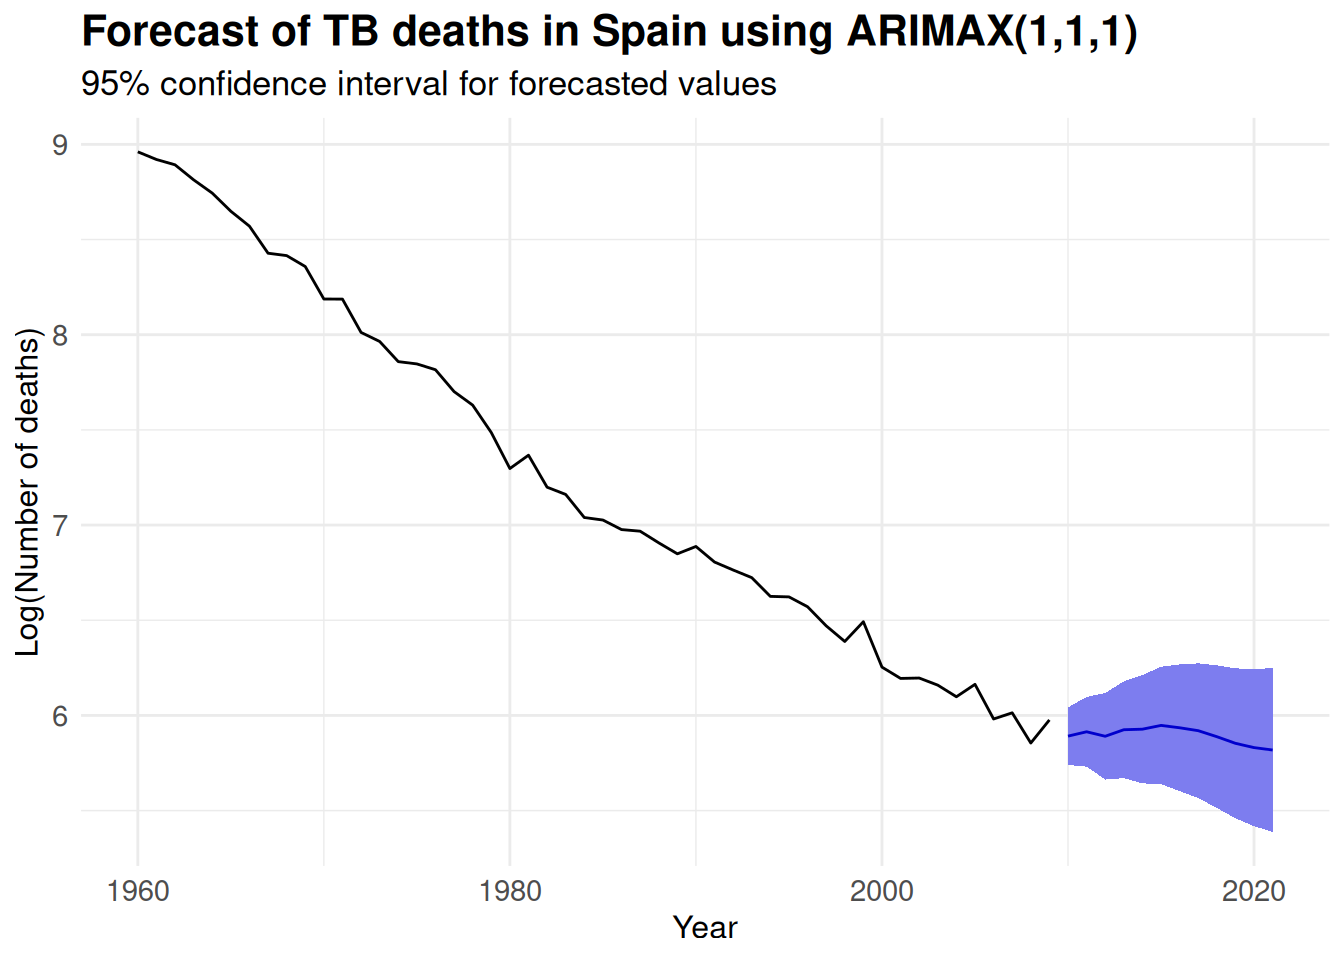 Forecast of TB deaths in Spain using ARIMAX(1,1,1)
95% confidence interval for forecasted values
Log(Number of deaths)
9
8
7
6
1960
1980
2000
2020
Year